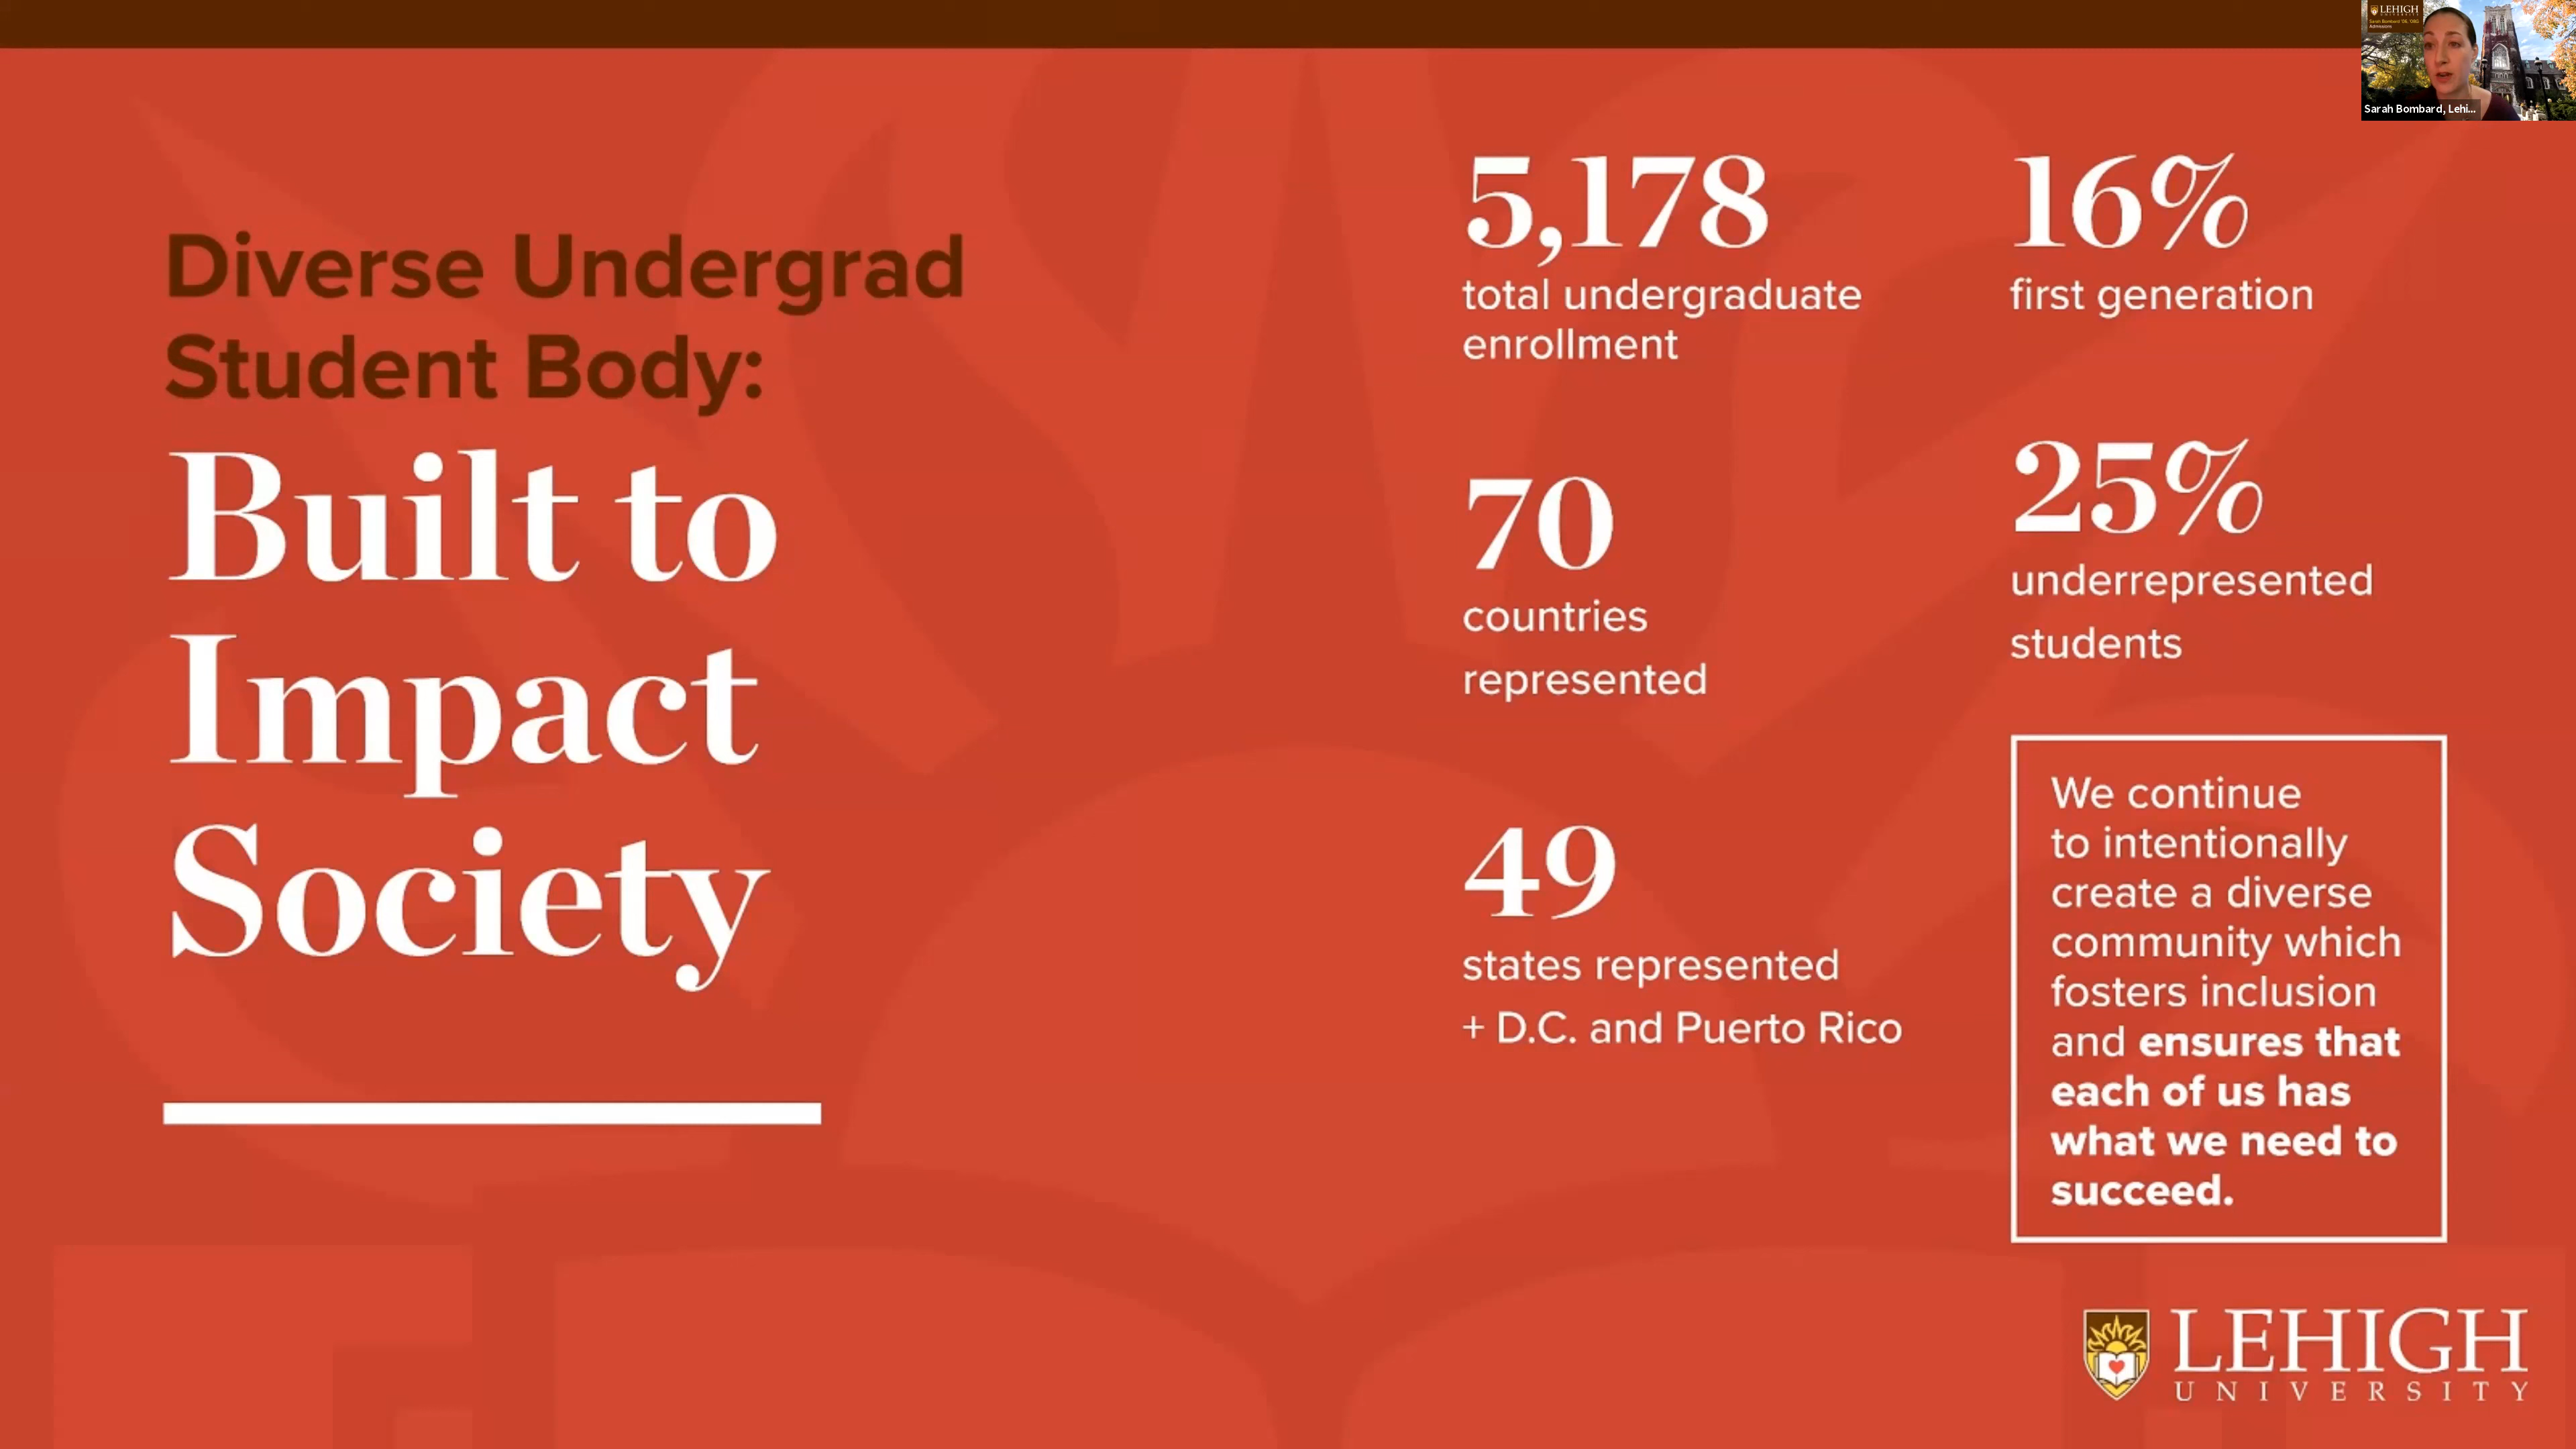 Diverse Undergrad
Student Body:
Built to
Impact
Society
5,178
total undergraduate
enrollment
70
countries
represented
49
states represented
+ D.C. and Puerto Rico
16%
first generation
25%
underrepresented
students
We continue
to intentionally
create a diverse
community which
fosters inclusion
and ensures that
each of us has
what we need to
succeed.
LEHIGH
UNIVERSITY
LEHIGH
Admissions
Sarah Bombard, Lehi...